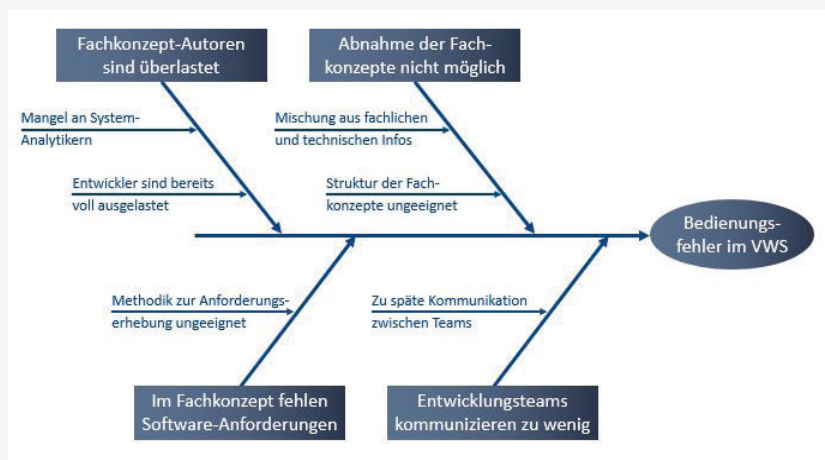 Fachkonzept-Autoren
sind überlastet
Abnahme der Fach-
konzepte nicht möglich
Mangel an System-
Analytikern
Mischung aus fachlichen
und technischen Infos
Entwickler sind bereits
voll ausgelastet
Struktur der Fach-
konzepte ungeeignet
Bedienungs-
fehler im VWS
Methodik zur Anforderungs-
erhebung ungeeignet
Zu späte Kommunikation
zwischen Teams
Im Fachkonzept fehlen
Software-Anforderungen
Entwicklungsteams
kommunizieren zu wenig